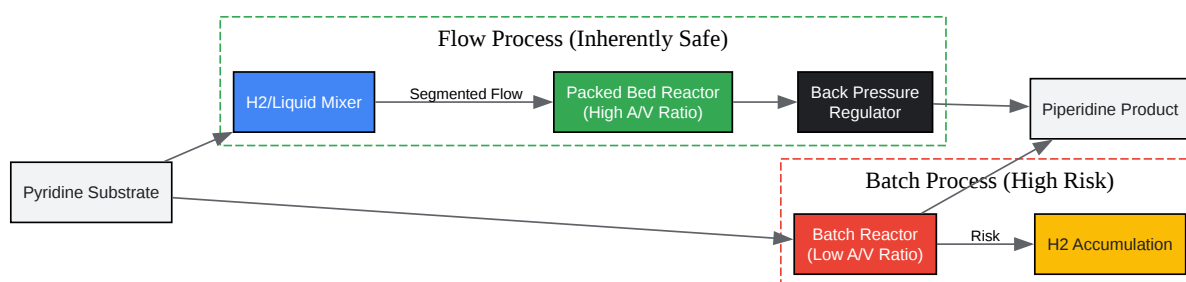 Flow Process (Inherently Safe)
H2/Liquid Mixer
Segmented Flow
Packed Bed Reactor
(High A/V Ratio)
Back Pressure
Regulator
Piperidine Product
Pyridine Substrate
Batch Process (High Risk)
Batch Reactor
(Low A/V Ratio)
Risk
H2 Accumulation